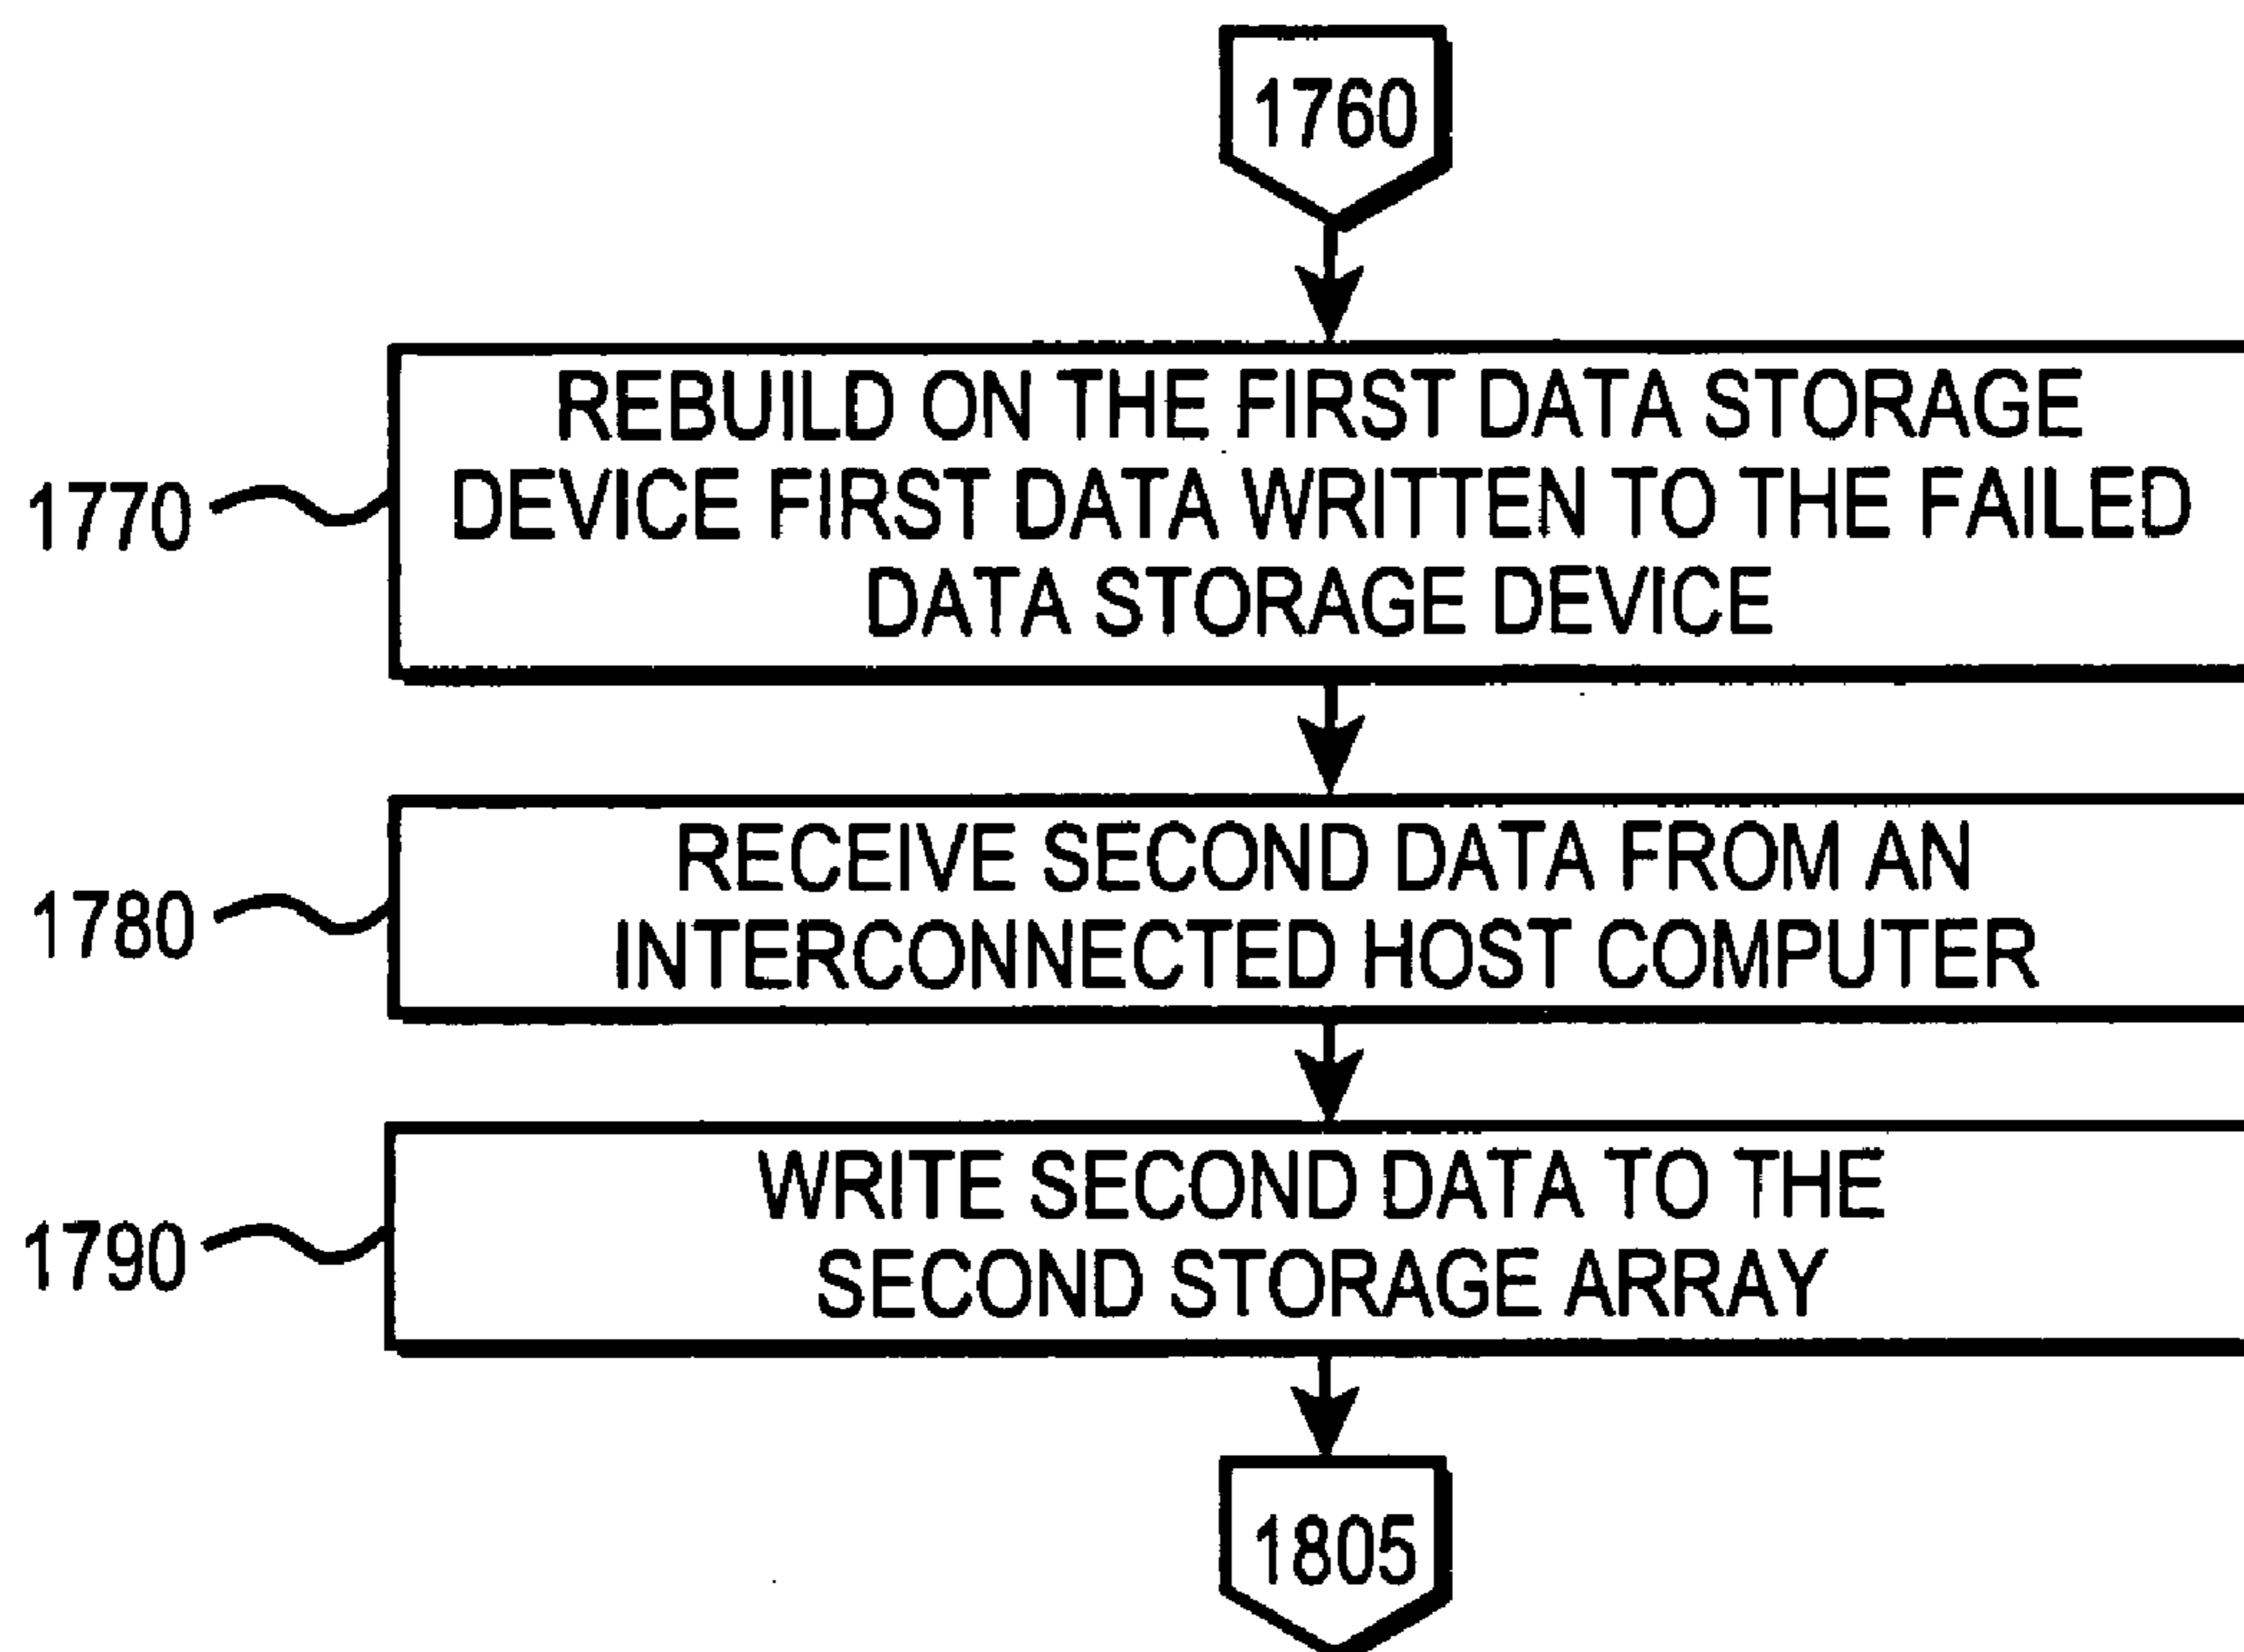 1760
REBUILD ON THE FIRST DATA STORAGE
DEVICE FIRST DATA WRITTEN TO THE FAILED
DATA STORAGE DEVICE
1770
RECEIVE SECOND DATA FROM AN
INTERCONNECTED HOST COMPUTER
1780
WRITE SECOND DATA TO THE
SECOND STORAGE ARRAY
1790
1805